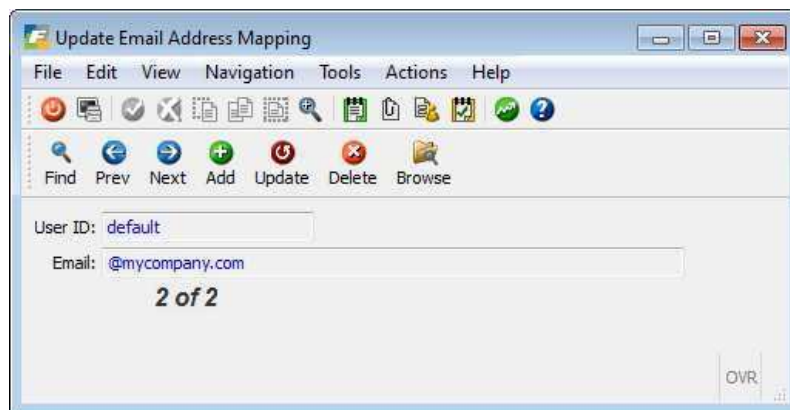 Update Email Address Mapping
File Edit View Navigation Tools Actions Help
Find Prev Next Add Update Delete Browse
User ID: default
Email: @mycompany.com
2 of 2
OVR